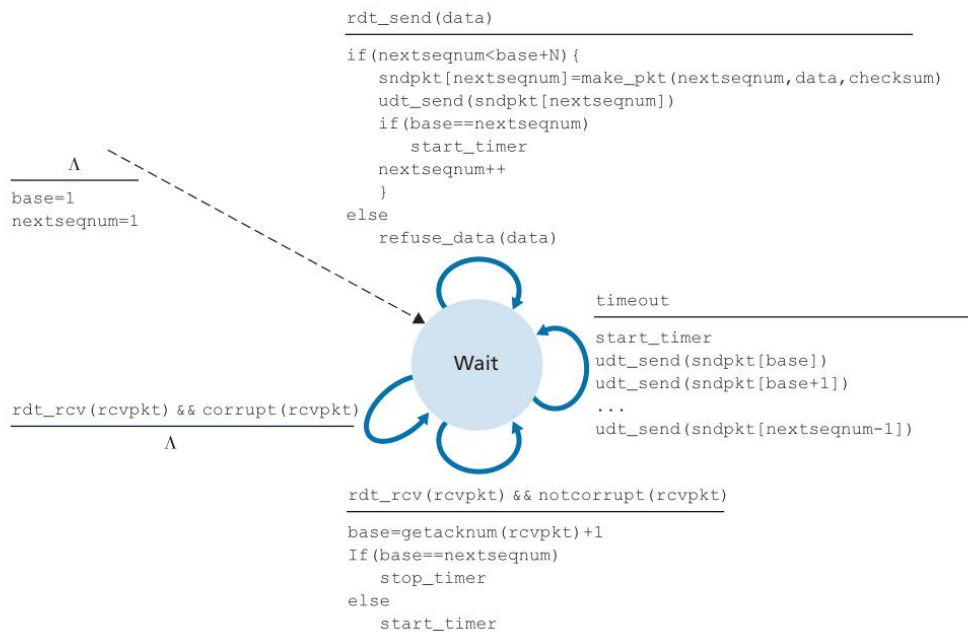 rdt_send(data)
if(nextseqnum<base+N){
sndpkt[nextseqnum]=make_pkt(nextseqnum,data,checksum)
udt_send(sndpkt[nextseqnum])
if(base==nextseqnum)
start_timer
nextseqnum++
}
else
refuse_data(data)
Λ
base=1
nextseqnum=1
timeout
start_timer
udt_send(sndpkt[base])
udt_send(sndpkt[base+1])
...
udt_send(sndpkt[nextseqnum-1])
Wait
rdt_rcv(rcvpkt) && corrupt(rcvpkt)
Λ
rdt_rcv(rcvpkt) && notcorrupt(rcvpkt)
base=getacknum(rcvpkt)+1
If(base==nextseqnum)
stop_timer
else
start_timer